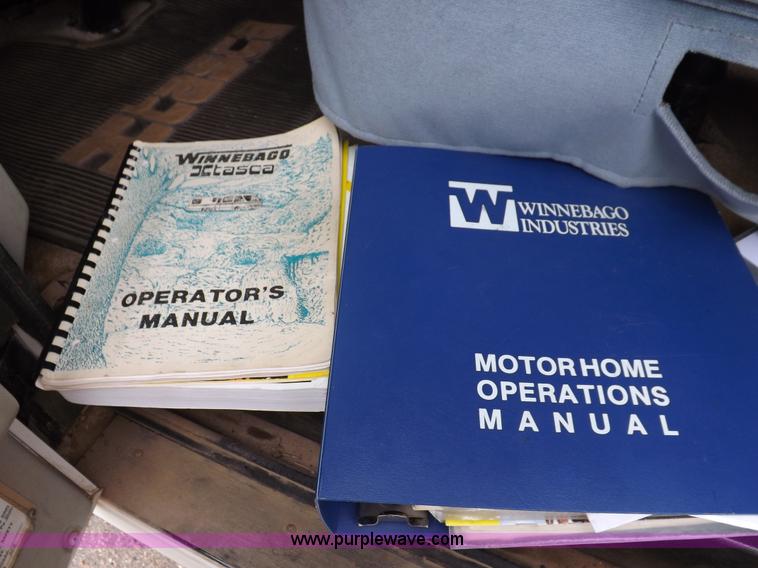 WINNEBAGO
Itasca
OPERATOR'S
MANUAL
W WINNEBAGO
INDUSTRIES
MOTOR HOME
OPERATIONS
MANUAL
www.purplewave.com